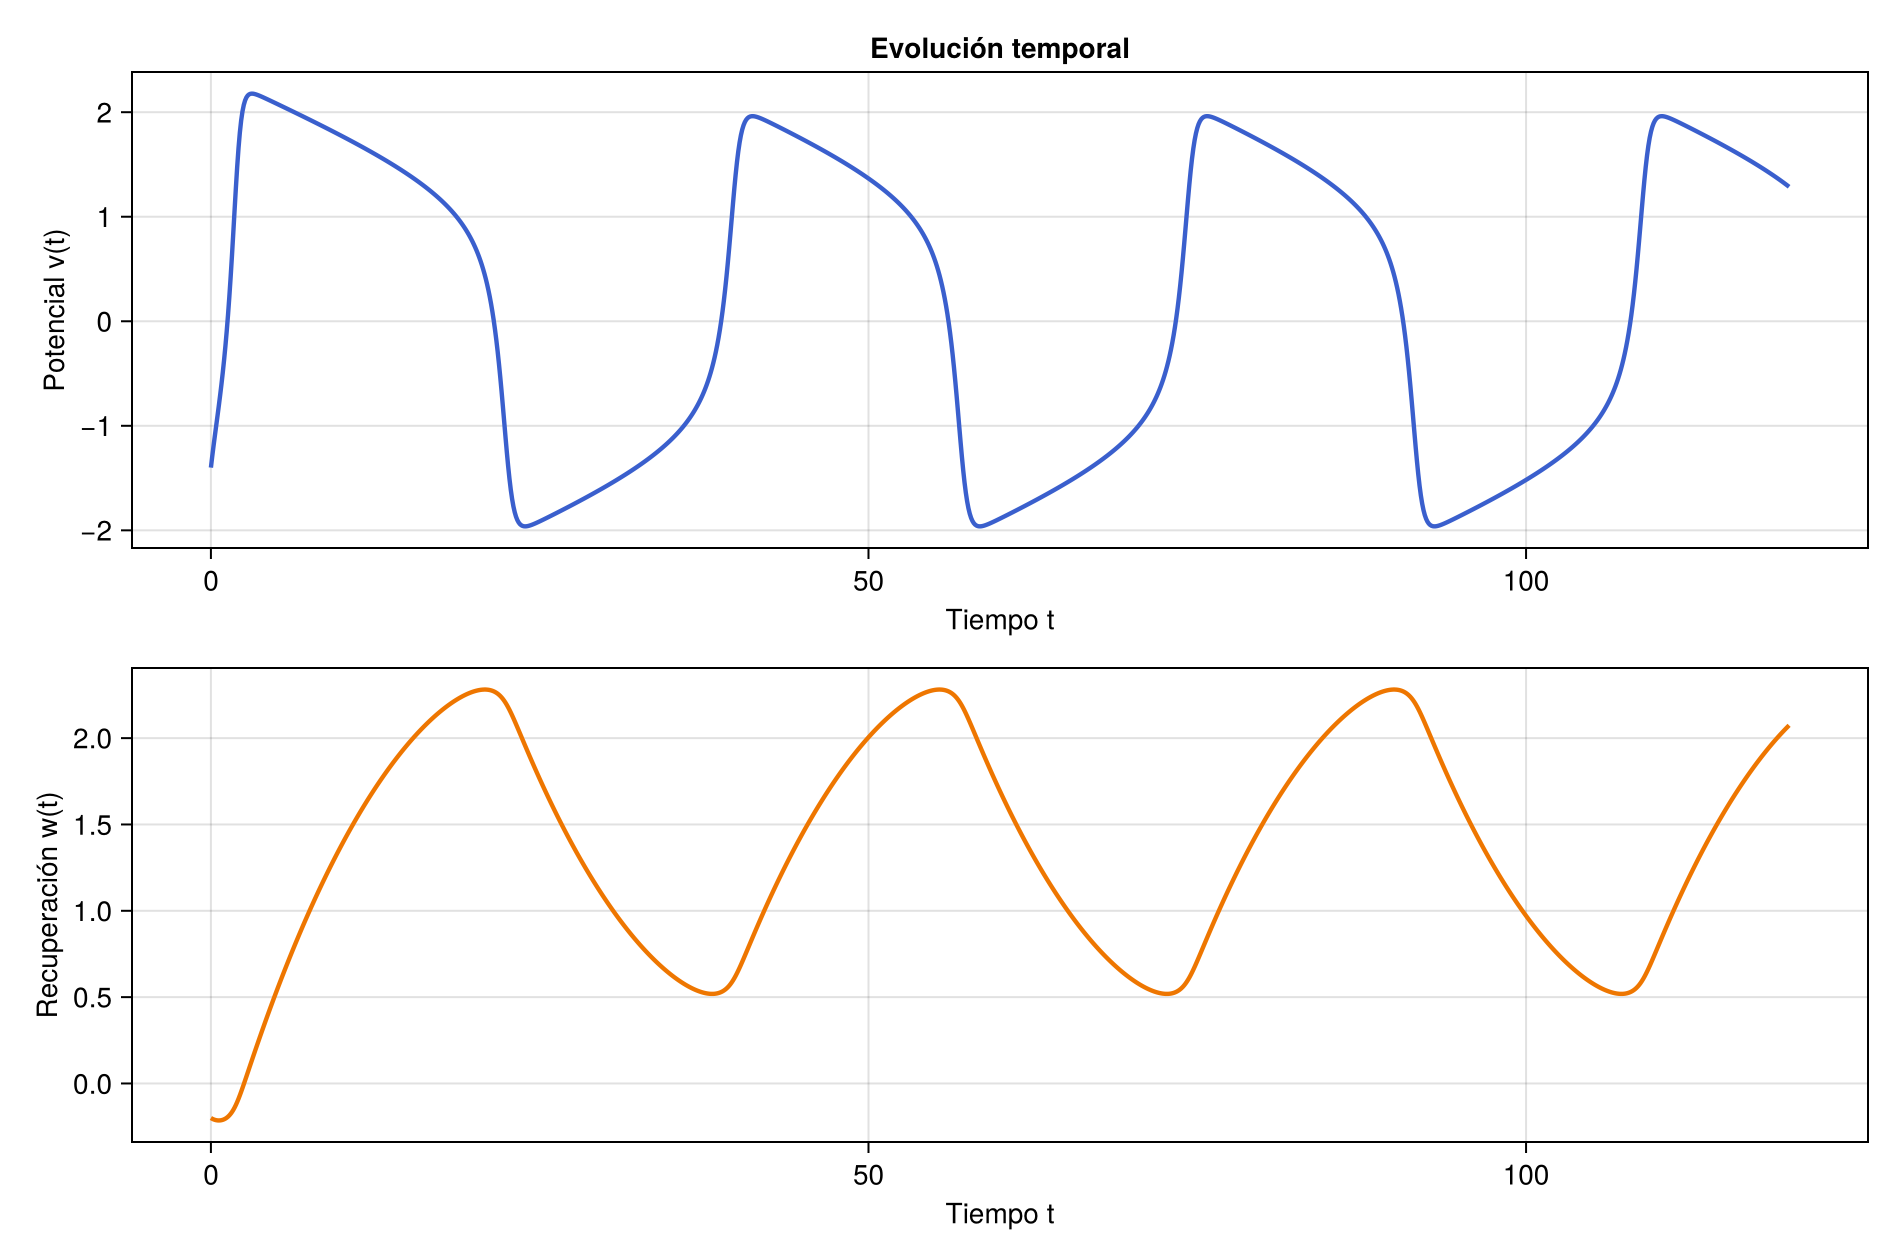 Evolución temporal
Potencial v(t)
2
1
0
−1
−2
0 50 100
Tiempo t
Recuperación w(t)
2.0
1.5
1.0
0.5
0.0
0 50 100
Tiempo t